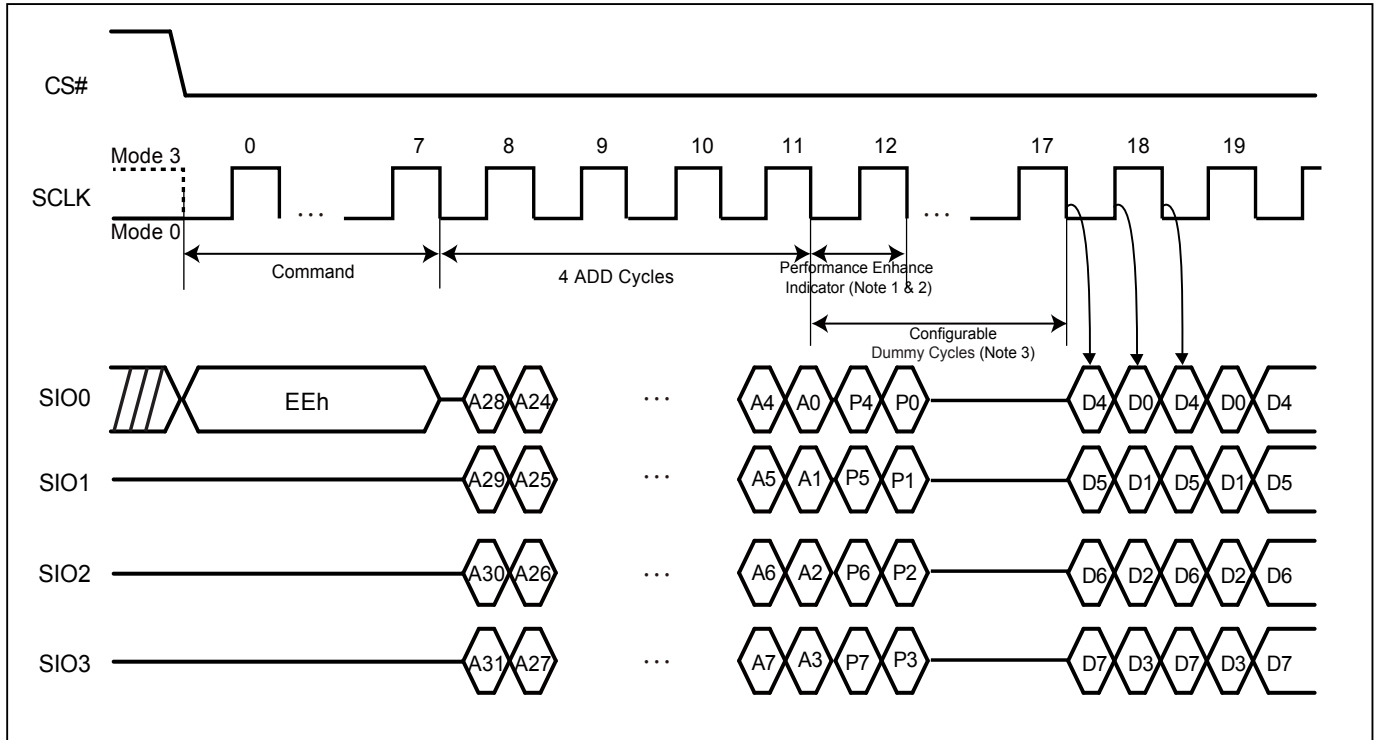 CS#
0 7 8 9 10 11 12 17 18 19
Mode 3
SCLK
... ...
Mode 0
Command
4 ADD Cycles
Performance Enhance
Indicator (Note 1 & 2)
Configurable
Dummy Cycles (Note 3)
SIO0 EEh A28 A24 ... A4 A0 P4 P0 D4 D0 D4 D0 D4
SIO1 A29 A25 ... A5 A1 P5 P1 D5 D1 D5 D1 D5
SIO2 A30 A26 ... A6 A2 P6 P2 D6 D2 D6 D2 D6
SIO3 A31 A27 ... A7 A3 P7 P3 D7 D3 D7 D3 D7